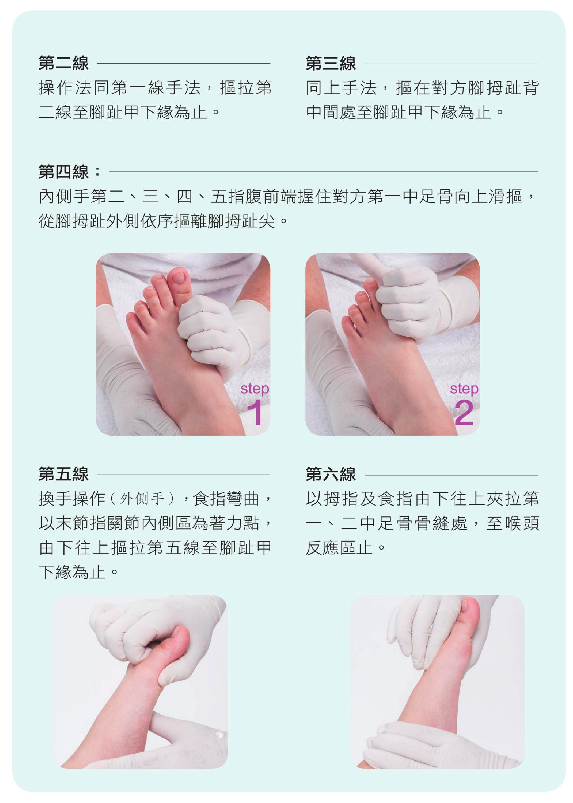 第二線
操作法同第一線手法，摳拉第
二線至腳趾甲下緣為止。
第三線
同上手法，摳在對方腳拇趾背
中間處至腳趾甲下緣為止。
第四線：
內側手第二、三、四、五指腹前端握住對方第一中足骨向上滑摳，
從腳拇趾外側依序摳離腳拇趾尖。
step
1
step
2
第五線
換手操作（外側手），食指彎曲，
以末節指關節內側區為著力點，
由下往上摳拉第五線至腳趾甲
下緣為止。
第六線
以拇指及食指由下往上夾拉第
一、二中足骨骨縫處，至喉頭
反應區止。